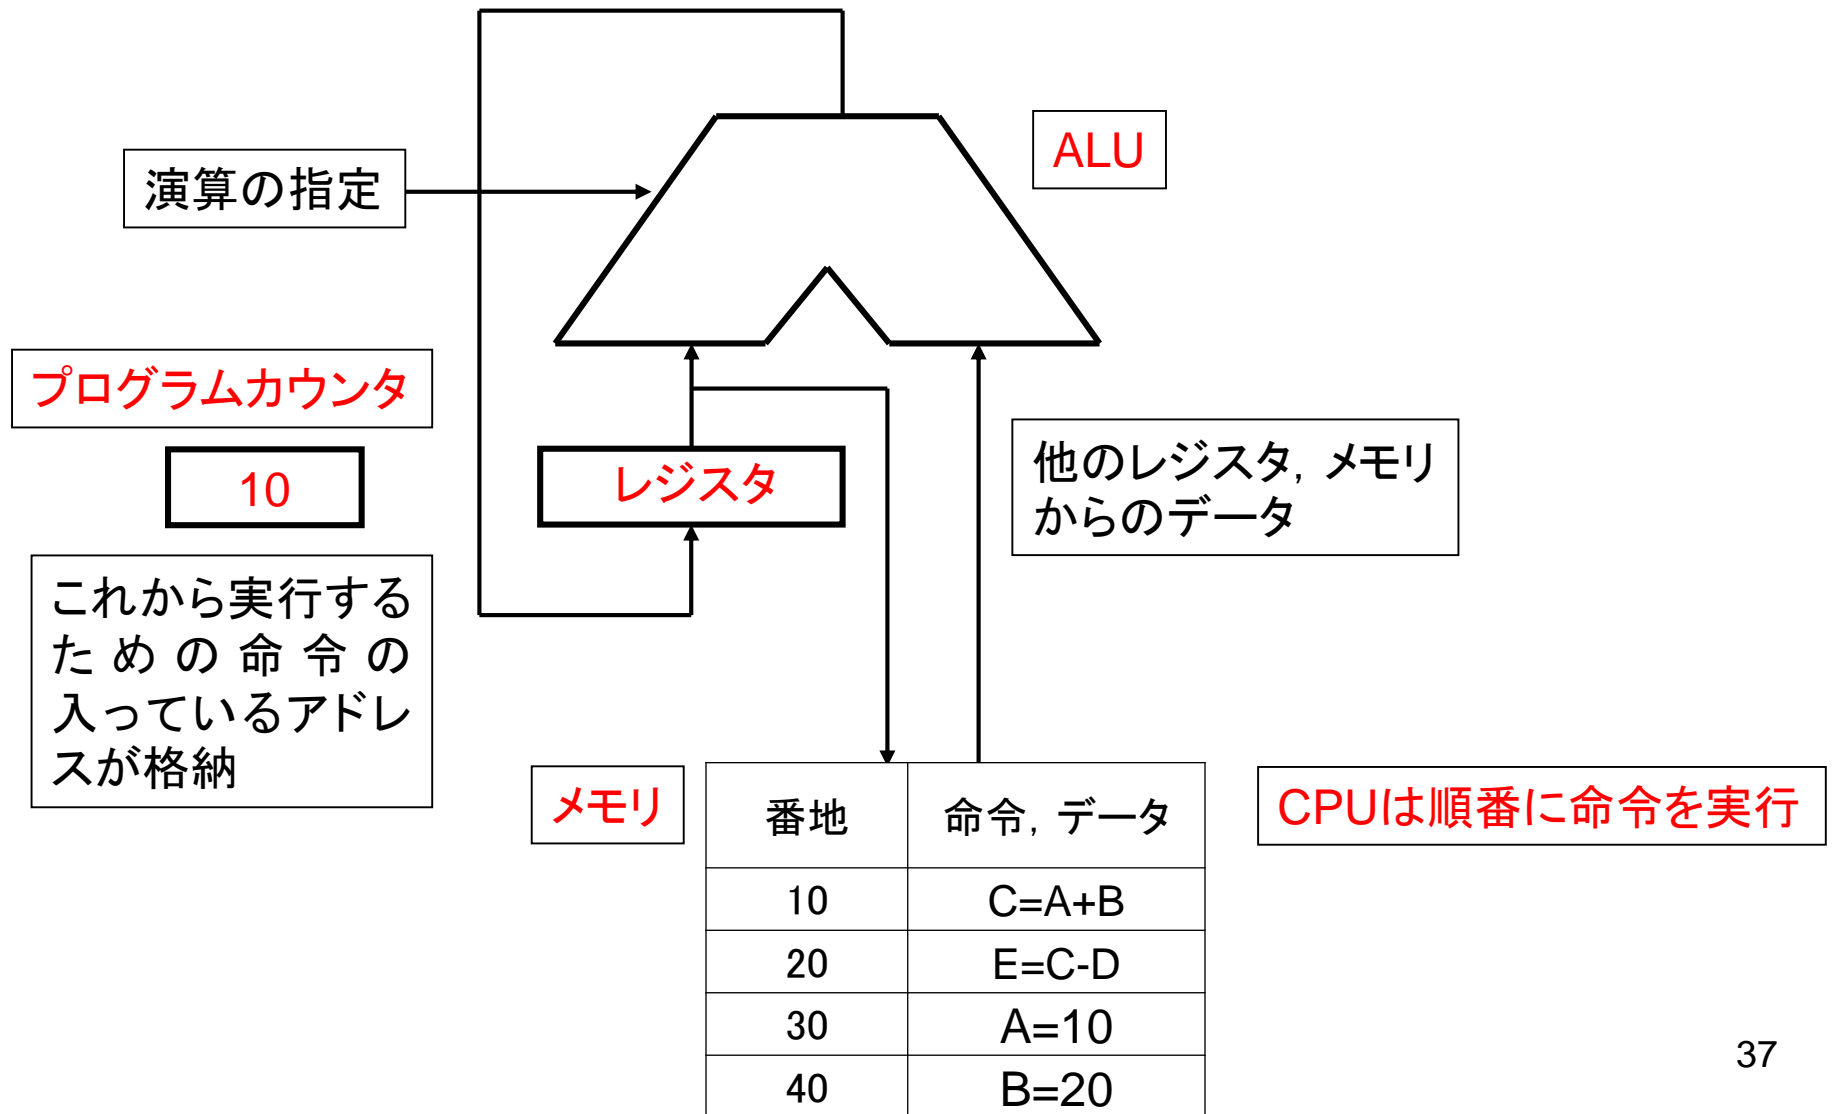 ALU
演算の指定
プログラムカウンタ
10
レジスタ
他のレジスタ, メモリ
からのデータ
これから実行する
ための命令の
入っているアドレ
スが格納
メモリ
番地 命令, データ
CPUは順番に命令を実行
10 C=A+B
20 E=C-D
30 A=10
40 B=20
37